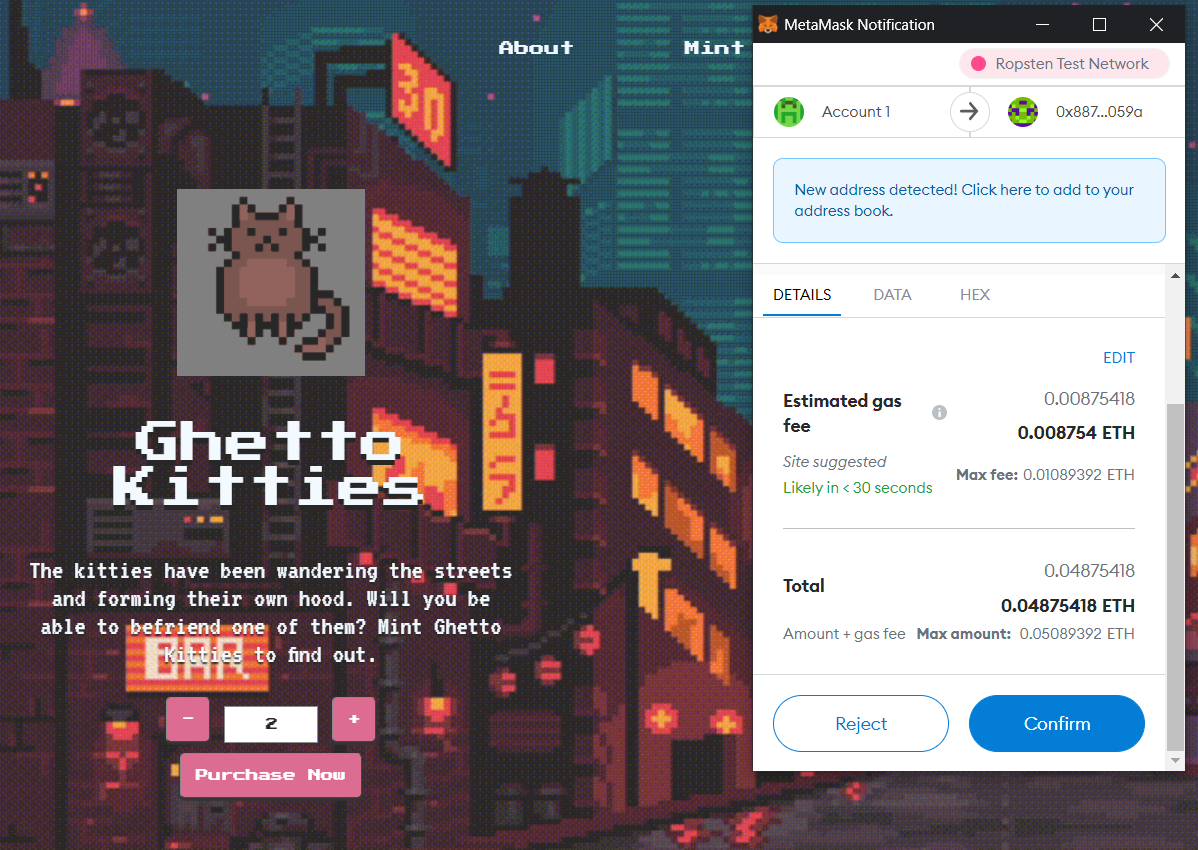 About
Mint
Ghetto
Kitties
The kitties have been wandering the streets
and forming their own hood. Will you be
able to befriend one of them? Mint Ghetto
Kitties to find out.
BAR
−
2
+
Purchase Now
MetaMask Notification
Ropsten Test Network
Account 1
0x887...059a
New address detected! Click here to add to your
address book.
DETAILS
DATA
HEX
EDIT
Estimated gas
fee
0.00875418
0.008754 ETH
Site suggested
Likely in < 30 seconds
Max fee: 0.01089392 ETH
Total
0.04875418
0.04875418 ETH
Amount + gas fee
Max amount: 0.05089392 ETH
Reject
Confirm